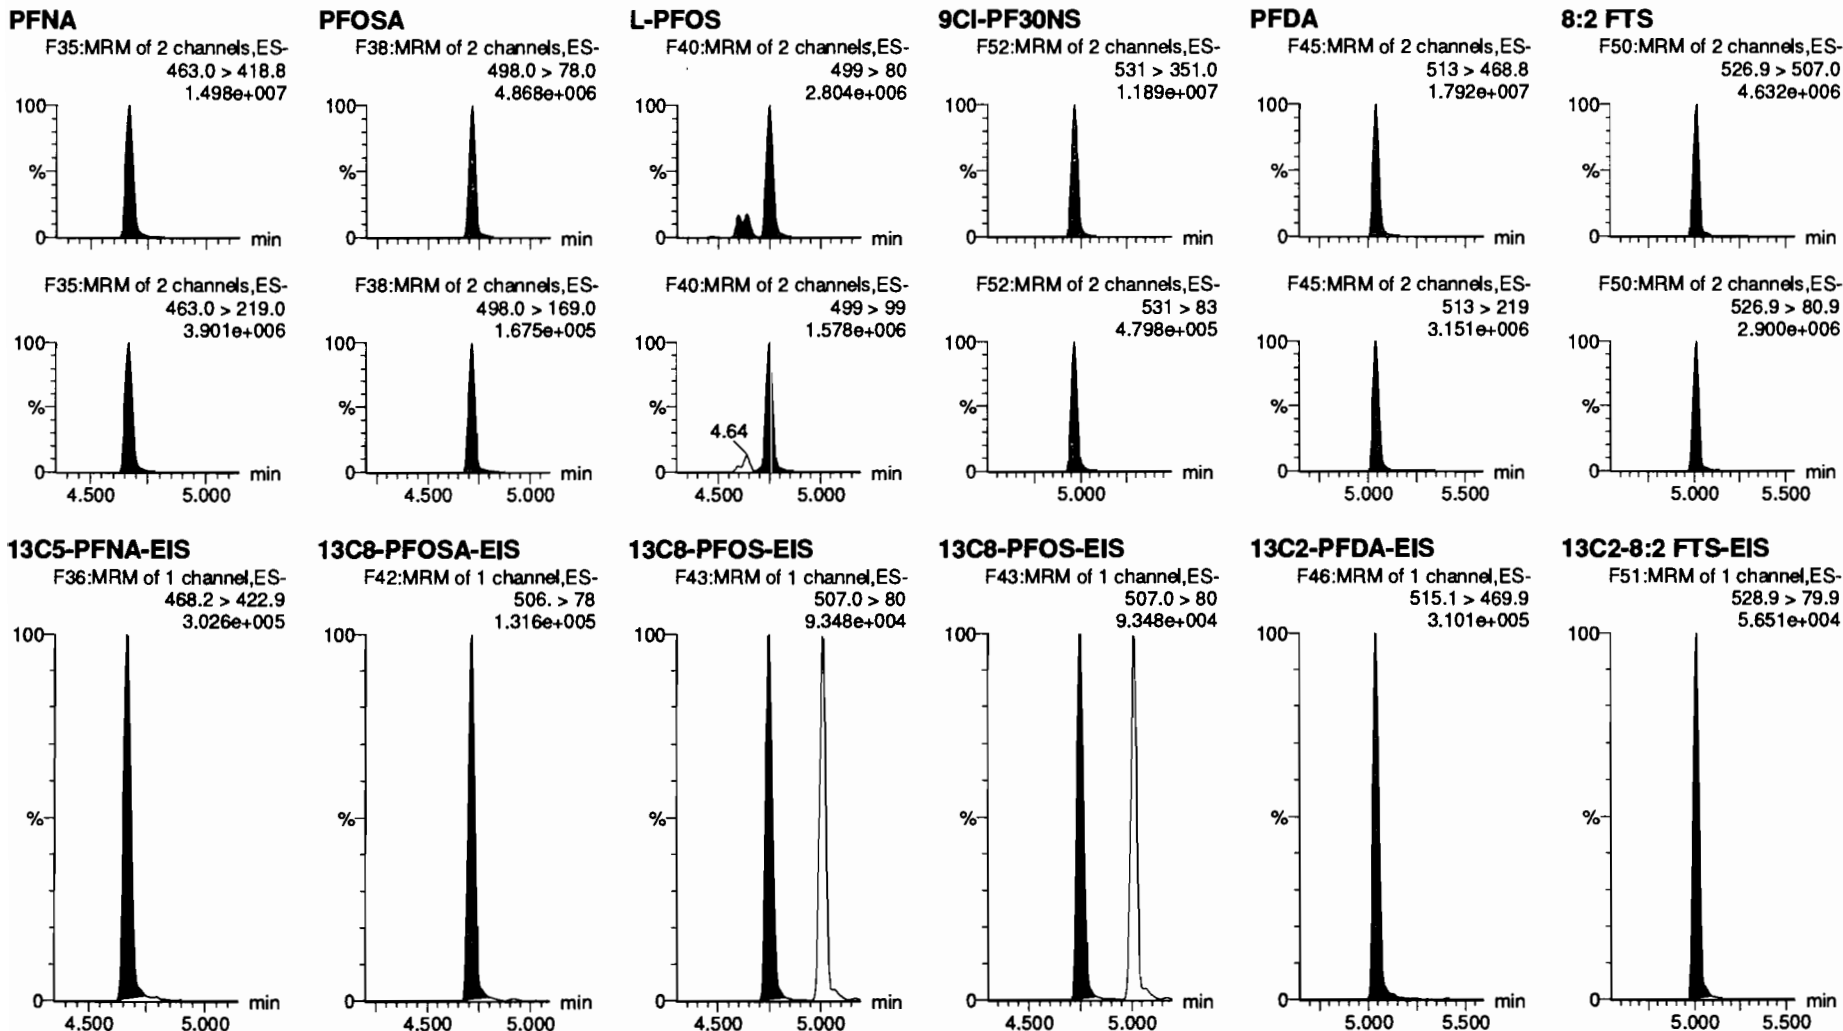 PFNA
F35:MRM of 2 channels,ES-
463.0 > 418.8
1.498e+007
100
%
0
min
F35:MRM of 2 channels,ES-
463.0 > 219.0
3.901e+006
100
%
0
min
4.500 5.000
PFOSA
F38:MRM of 2 channels,ES-
498.0 > 78.0
4.868e+006
100
%
0
min
F38:MRM of 2 channels,ES-
498.0 > 169.0
1.675e+005
100
%
0
min
4.500 5.000
L-PFOS
F40:MRM of 2 channels,ES-
499 > 80
2.804e+006
100
%
0
min
F40:MRM of 2 channels,ES-
499 > 99
1.578e+006
100
%
4.64
0
min
4.500 5.000
9Cl-PF30NS
F52:MRM of 2 channels,ES-
531 > 351.0
1.189e+007
100
%
0
min
F52:MRM of 2 channels,ES-
531 > 83
4.798e+005
100
%
0
min
5.000
PFDA
F45:MRM of 2 channels,ES-
513 > 468.8
1.792e+007
100
%
0
min
F45:MRM of 2 channels,ES-
513 > 219
3.151e+006
100
%
0
min
5.000 5.500
8:2 FTS
F50:MRM of 2 channels,ES-
526.9 > 507.0
4.632e+006
100
%
0
min
F50:MRM of 2 channels,ES-
526.9 > 80.9
2.900e+006
100
%
0
min
5.000 5.500
13C5-PFNA-EIS
F36:MRM of 1 channel,ES-
468.2 > 422.9
3.026e+005
100
%
0
min
4.500 5.000
13C8-PFOSA-EIS
F42:MRM of 1 channel,ES-
506. > 78
1.316e+005
100
%
0
min
4.500 5.000
13C8-PFOS-EIS
F43:MRM of 1 channel,ES-
507.0 > 80
9.348e+004
100
%
0
min
4.500 5.000
13C8-PFOS-EIS
F43:MRM of 1 channel,ES-
507.0 > 80
9.348e+004
100
%
0
min
4.500 5.000
13C2-PFDA-EIS
F46:MRM of 1 channel,ES-
515.1 > 469.9
3.101e+005
100
%
0
min
5.000 5.500
13C2-8:2 FTS-EIS
F51:MRM of 1 channel,ES-
528.9 > 79.9
5.651e+004
100
%
0
min
5.000 5.500